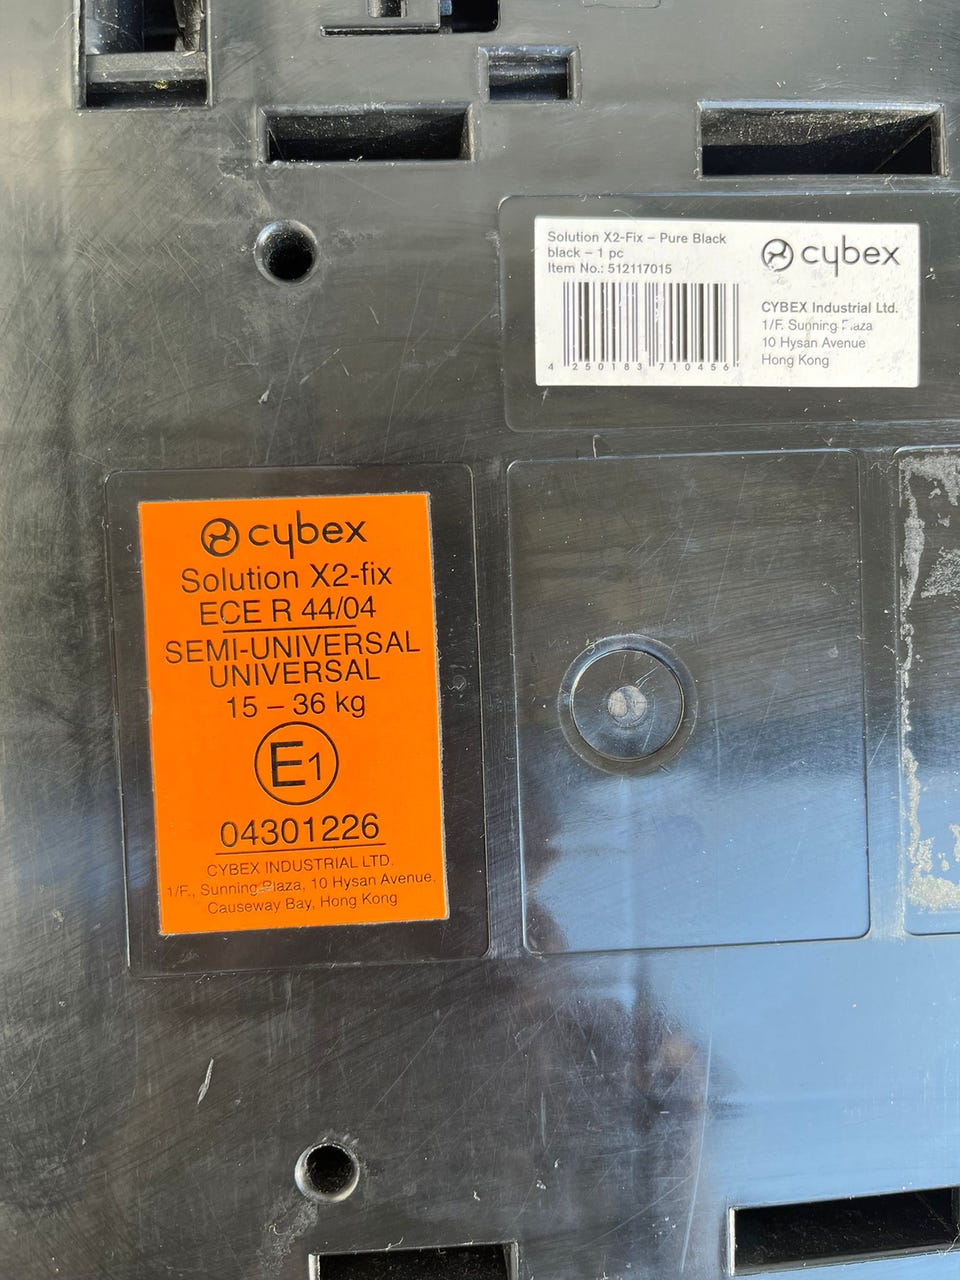 Solution X2-Fix – Pure Black
black – 1 pc
Item No.: 512117015
cybex
4 250183 710456
CYBEX Industrial Ltd.
1/F. Sunning Plaza
10 Hysan Avenue
Hong Kong
cybex
Solution X2-fix
ECE R 44/04
SEMI-UNIVERSAL
UNIVERSAL
15 – 36 kg
E1
04301226
CYBEX INDUSTRIAL LTD.
1/F., Sunning Plaza, 10 Hysan Avenue.
Causeway Bay, Hong Kong